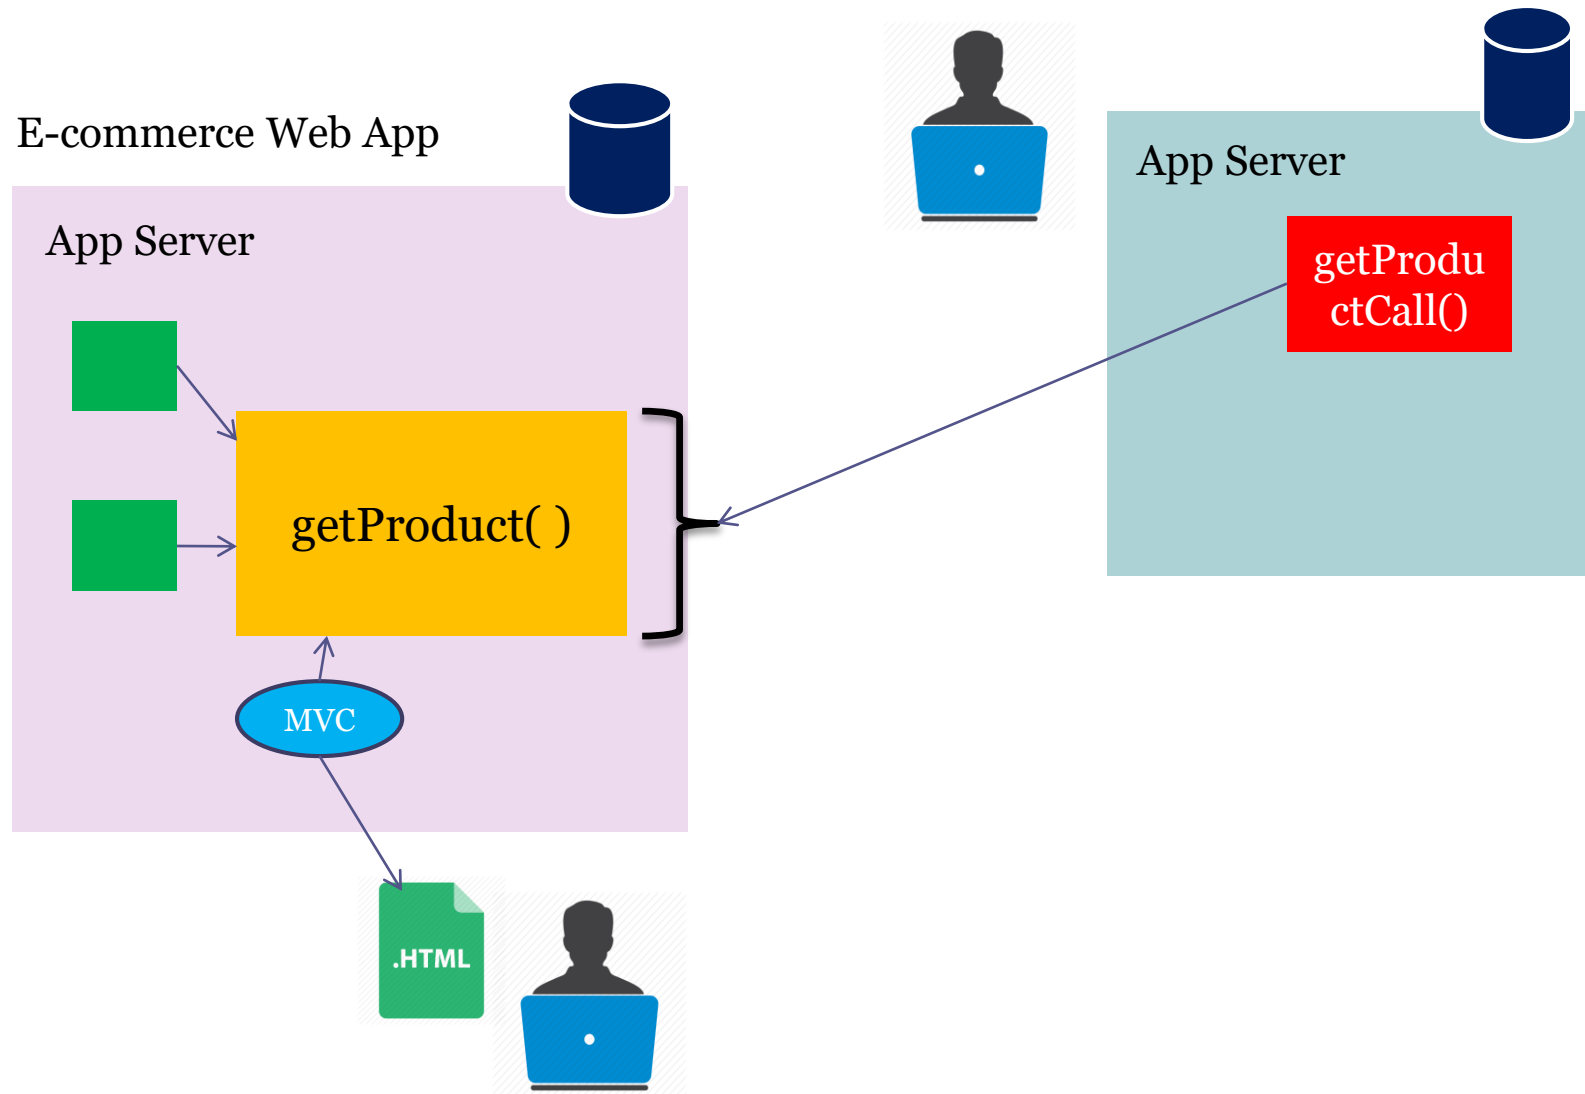 E-commerce Web App
App Server
getProduct( )
MVC
.HTML
App Server
getProdu
ctCall()